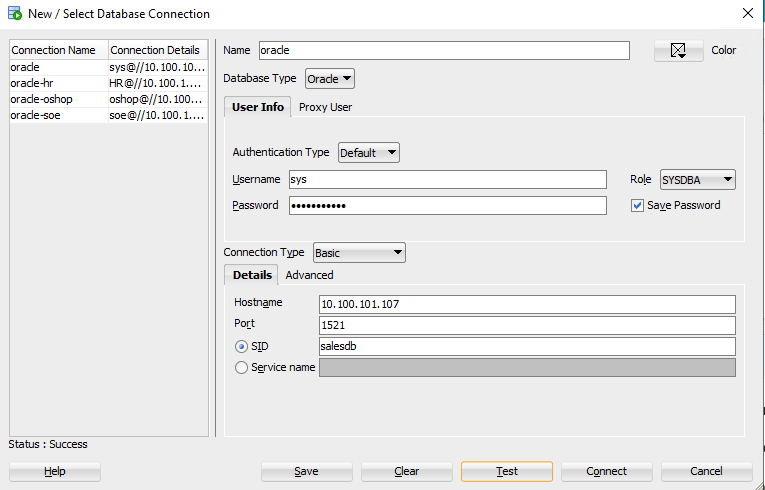 New / Select Database Connection
Connection Name Connection Details
oracle sys@//10.100.10...
oracle-hr HR@//10.100.1....
oracle-oshop oshop@//10.100...
oracle-soe soe@//10.100.1....
Name oracle Color
Database Type Oracle
User Info Proxy User
Authentication Type Default
Username sys Role SYSDBA
Password ••••••••••• Save Password
Connection Type Basic
Details Advanced
Hostname 10.100.101.107
Port 1521
SID salesdb
Service name
Status : Success
Help Save Clear Test Connect Cancel